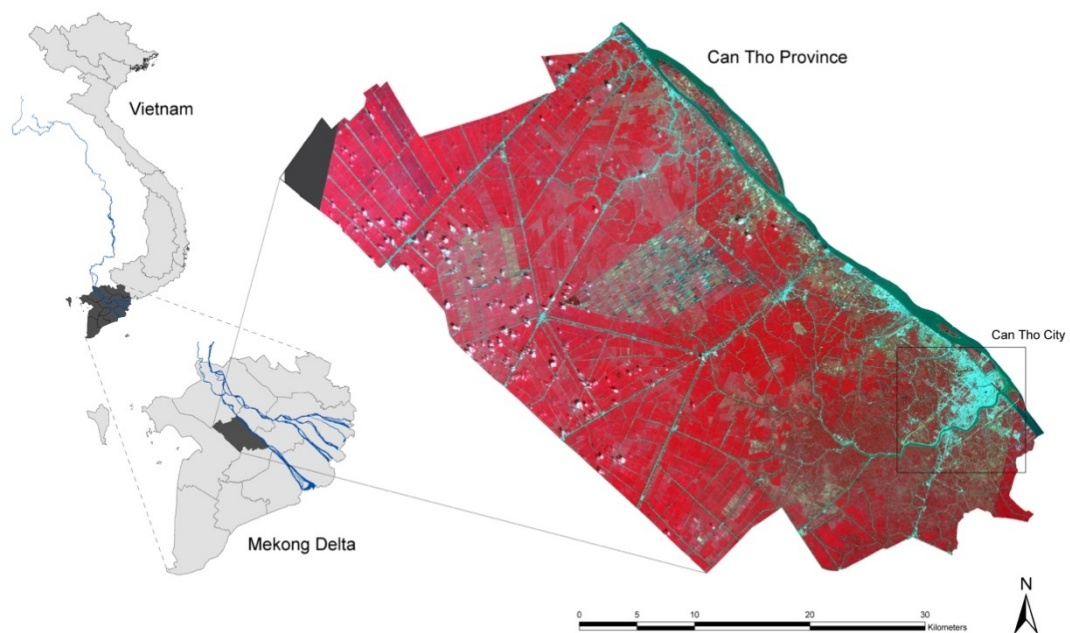 Can Tho Province
Vietnam
Can Tho City
Mekong Delta
N
0 5 10 20 30
Kilometers